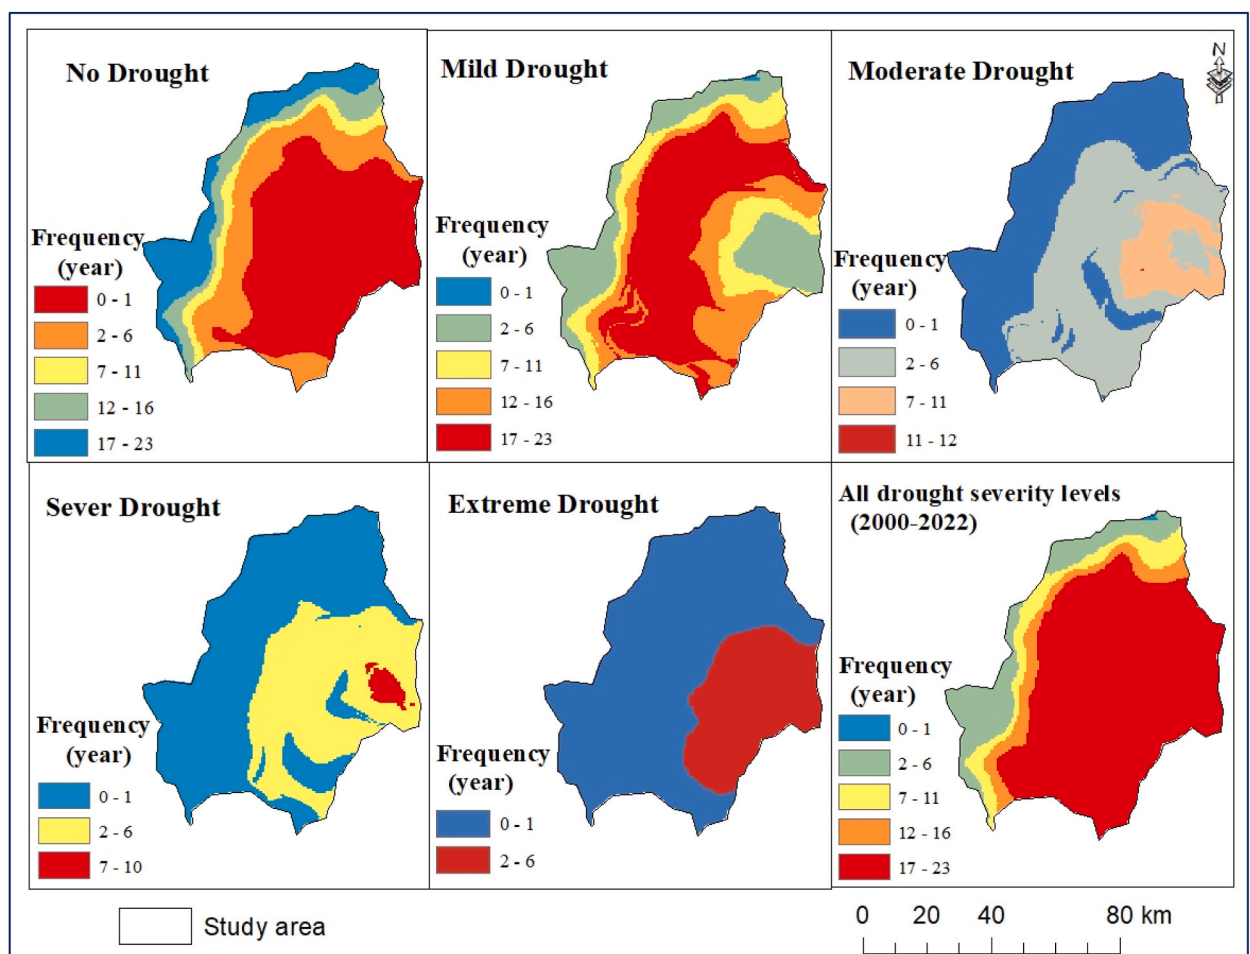 No Drought
Frequency
(year)
0 - 1
2 - 6
7 - 11
12 - 16
17 - 23
Mild Drought
Frequency
(year)
0 - 1
2 - 6
7 - 11
12 - 16
17 - 23
Moderate Drought
N
Frequency
(year)
0 - 1
2 - 6
7 - 11
11 - 12
Sever Drought
Frequency
(year)
0 - 1
2 - 6
7 - 10
Extreme Drought
Frequency
(year)
0 - 1
2 - 6
All drought severity levels
(2000-2022)
Frequency
(year)
0 - 1
2 - 6
7 - 11
12 - 16
17 - 23
Study area
0 20 40 80 km